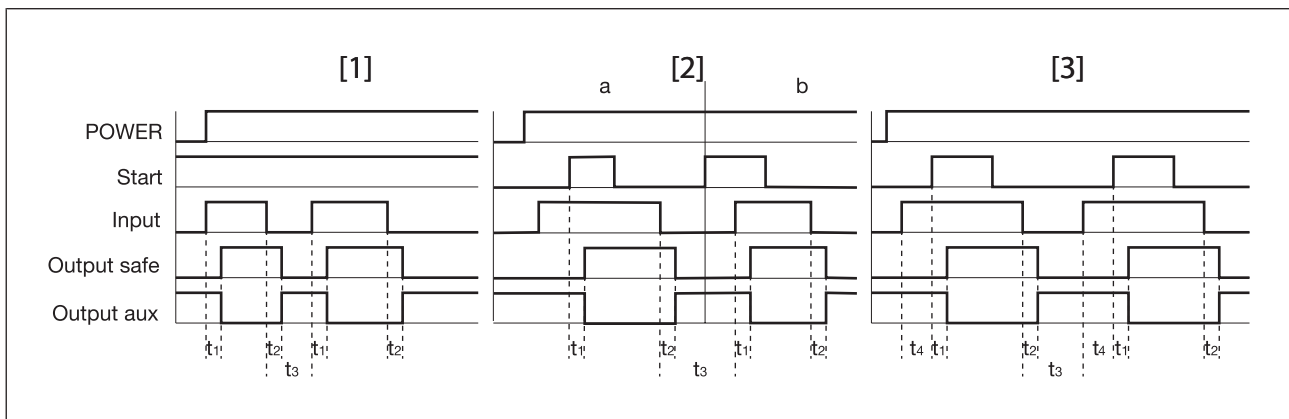 [1] [2] [3]
a b
POWER
Start
Input
Output safe
Output aux
t1 t2 t1 t2 t1 t2 t1 t2 t4 t1 t2 t4 t1 t2
t3 t3 t3